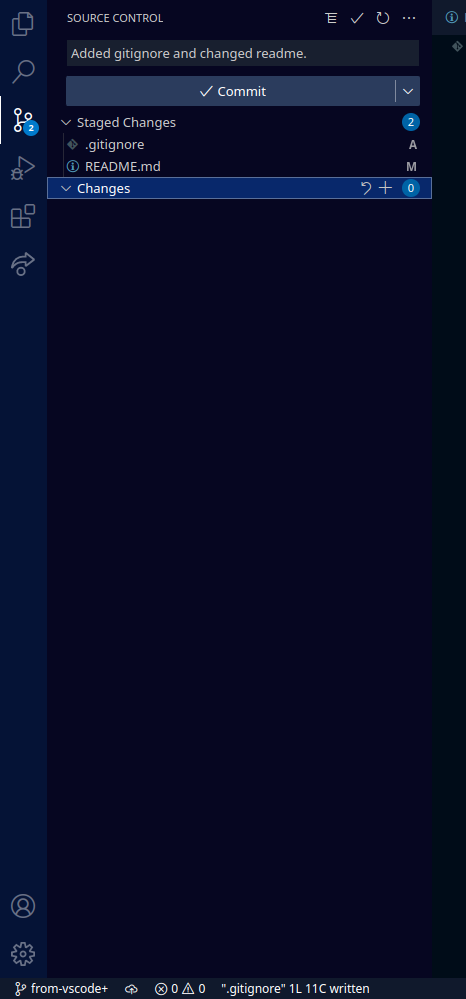 SOURCE CONTROL
Added gitignore and changed readme.
Commit
Staged Changes 2
.gitignore A
README.md M
2
Changes 0
from-vscode+ 0 0 ".gitignore" 1L 11C written